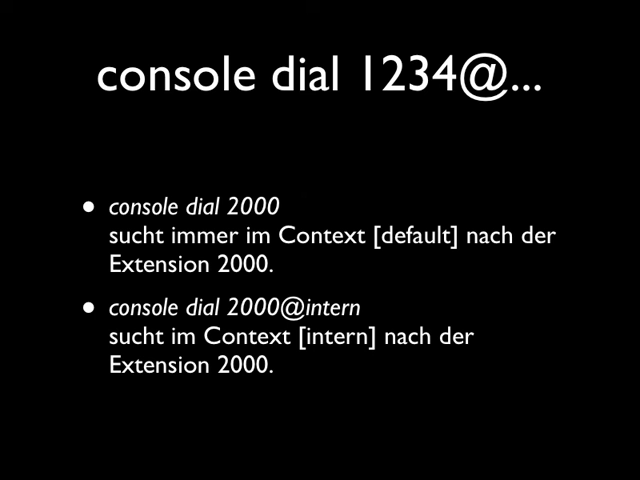 console dial 1234@...
• console dial 2000
sucht immer im Context [default] nach der
Extension 2000.
• console dial 2000@intern
sucht im Context [intern] nach der
Extension 2000.